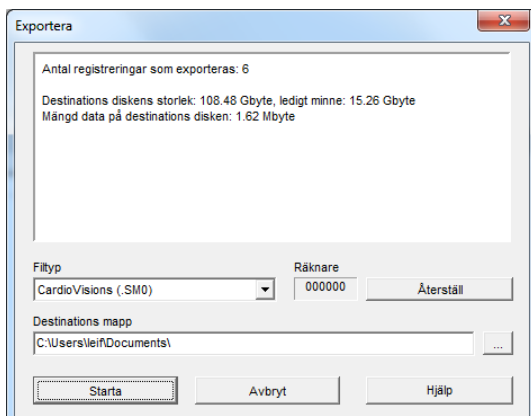 Exportera
Antal registreringar som exporteras: 6
Destinations diskens storlek: 108.48 Gbyte, ledigt minne: 15.26 Gbyte
Mängd data på destinations disken: 1.62 Mbyte
Filtyp
Räknare
CardioVisions (.SM0)
000000
Återställ
Destinations mapp
C:\Users\leif\Documents\
...
Starta
Avbryt
Hjälp